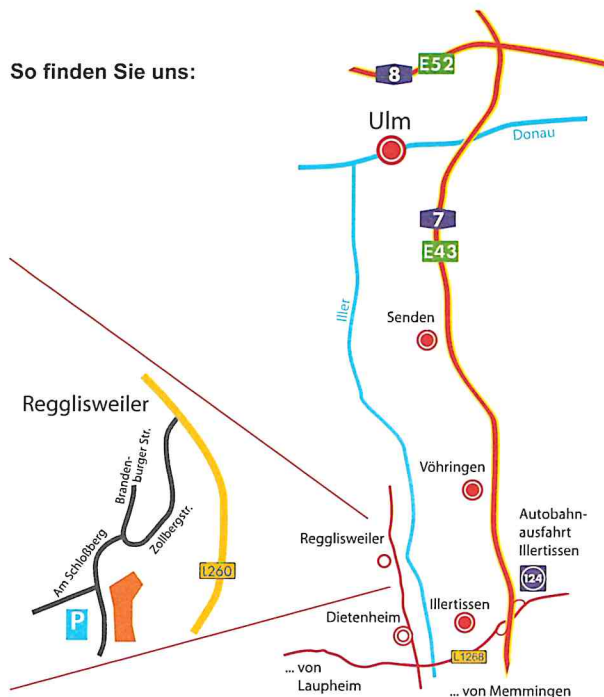 So finden Sie uns:
8
E52
Ulm
Donau
7
E43
Iller
Senden
Regglisweiler
Branden-
burger Str.
Zollbergstr.
Am Schloßberg
L260
P
Vöhringen
Autobahn-
ausfahrt
Illertissen
124
Regglisweiler
Dietenheim
Illertissen
L1268
... von
Laupheim
... von Memmingen